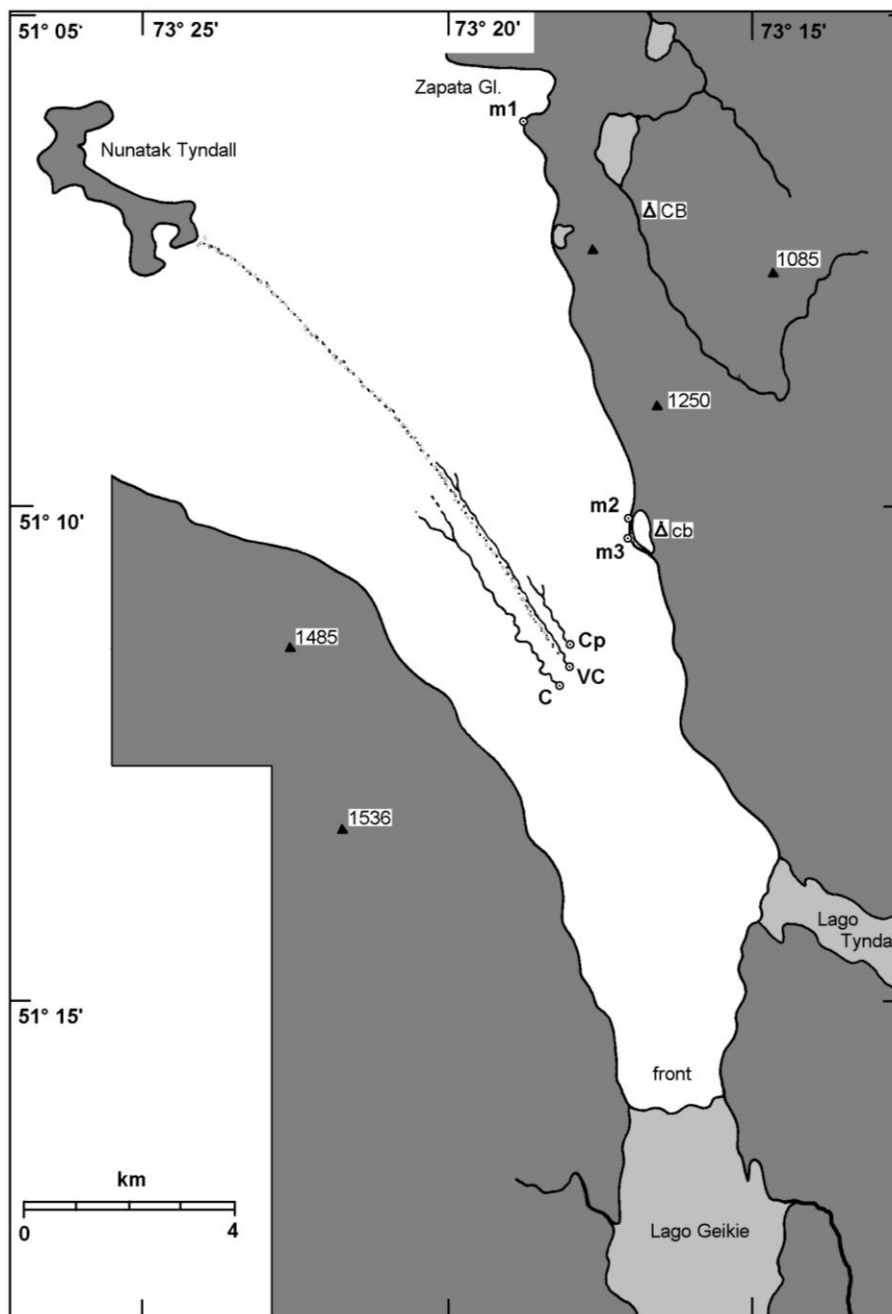 51° 05'
73° 25'
73° 20'
73° 15'
Zapata Gl.
m1
Nunatak Tyndall
CB
1085
1250
51° 10'
m2
cb
m3
1485
Cp
VC
C
1536
Lago
Tynda
51° 15'
front
km
0
4
Lago Geikie